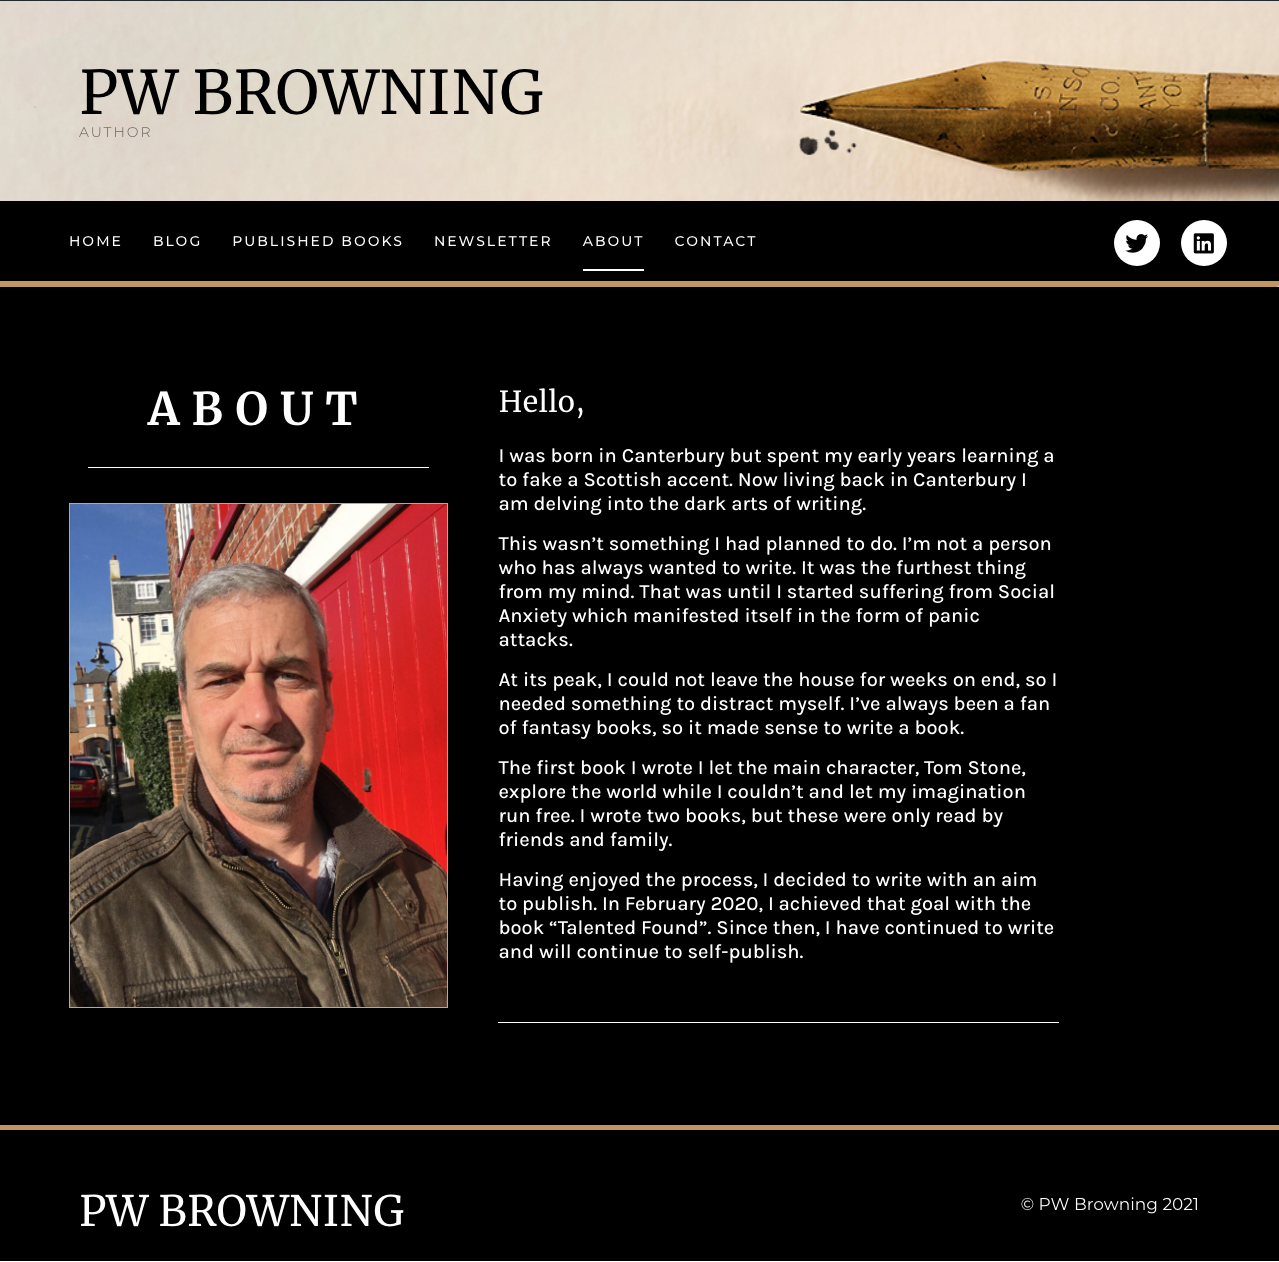 PW BROWNING
AUTHOR
HOME BLOG PUBLISHED BOOKS NEWSLETTER ABOUT CONTACT
ABOUT
Hello,
I was born in Canterbury but spent my early years learning a
to fake a Scottish accent. Now living back in Canterbury I
am delving into the dark arts of writing.
This wasn’t something I had planned to do. I’m not a person
who has always wanted to write. It was the furthest thing
from my mind. That was until I started suffering from Social
Anxiety which manifested itself in the form of panic
attacks.
At its peak, I could not leave the house for weeks on end, so I
needed something to distract myself. I’ve always been a fan
of fantasy books, so it made sense to write a book.
The first book I wrote I let the main character, Tom Stone,
explore the world while I couldn’t and let my imagination
run free. I wrote two books, but these were only read by
friends and family.
Having enjoyed the process, I decided to write with an aim
to publish. In February 2020, I achieved that goal with the
book “Talented Found”. Since then, I have continued to write
and will continue to self-publish.
PW BROWNING
© PW Browning 2021